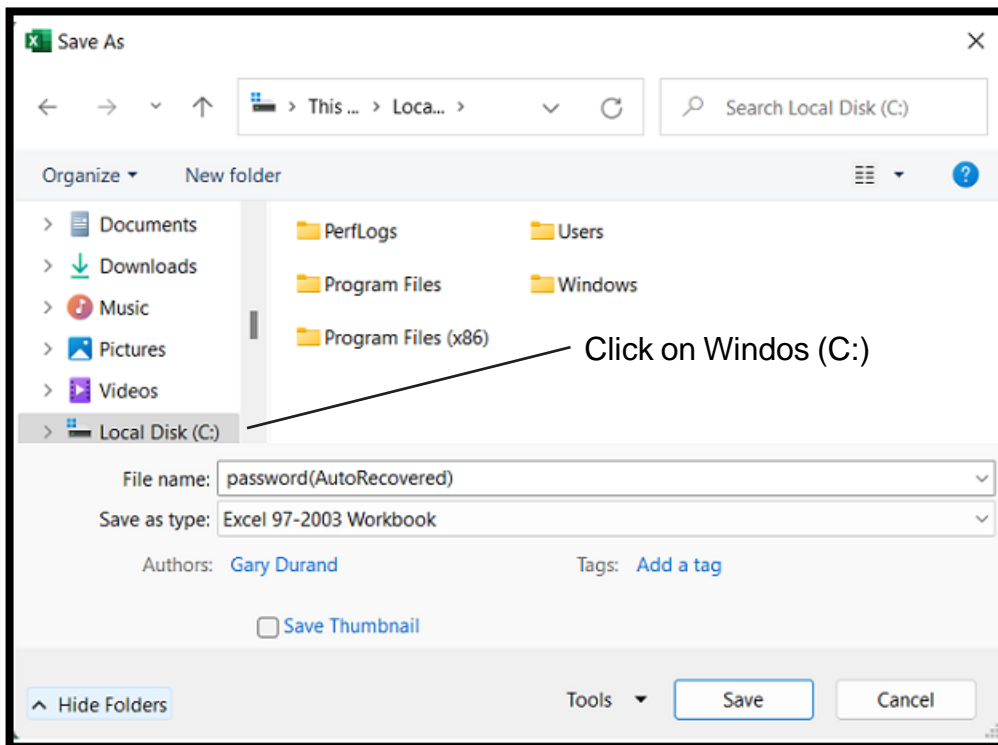 Save As
This ... > Loca... >
Search Local Disk (C:)
Organize
New folder
Documents
Downloads
Music
Pictures
Videos
Local Disk (C:)
PerfLogs
Users
Program Files
Windows
Program Files (x86)
Click on Windos (C:)
File name: password(AutoRecovered)
Save as type: Excel 97-2003 Workbook
Authors: Gary Durand
Tags: Add a tag
Save Thumbnail
Hide Folders
Tools
Save
Cancel